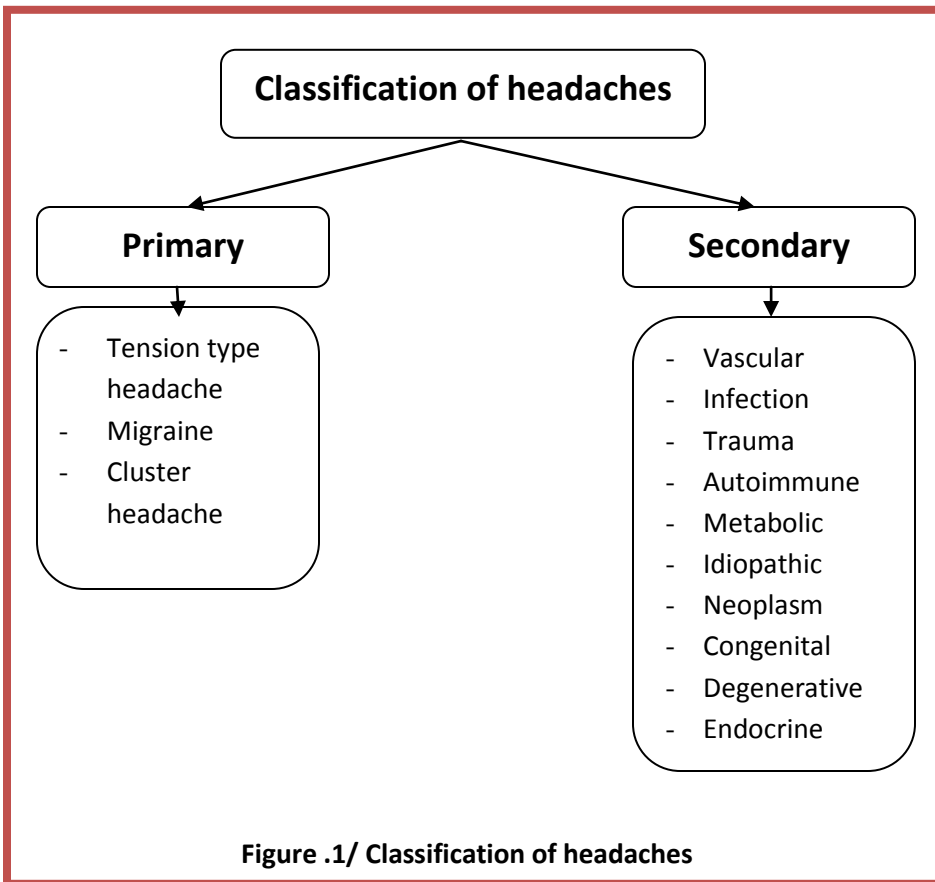 Classification of headaches
Primary
- Tension type
headache
- Migraine
- Cluster
headache
Secondary
- Vascular
- Infection
- Trauma
- Autoimmune
- Metabolic
- Idiopathic
- Neoplasm
- Congenital
- Degenerative
- Endocrine
Figure .1/ Classification of headaches